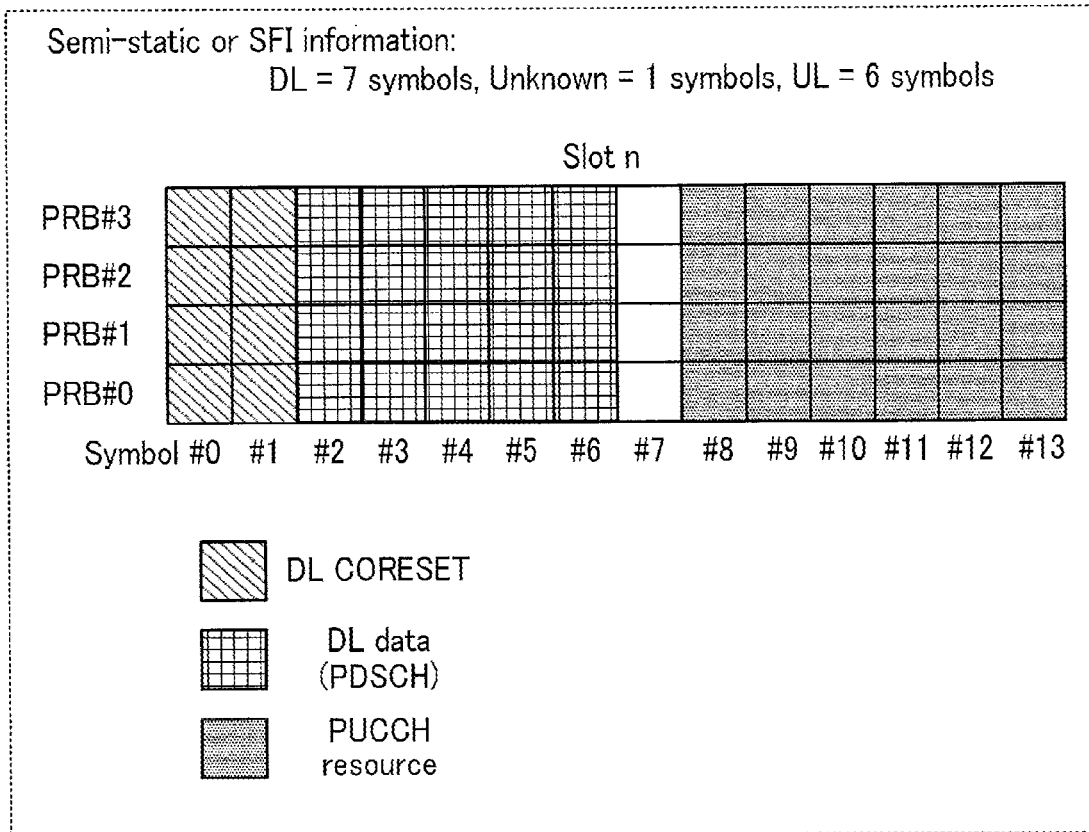 Semi-static or SFI information:
DL = 7 symbols, Unknown = 1 symbols, UL = 6 symbols
Slot n
PRB#3
PRB#2
PRB#1
PRB#0
Symbol #0 #1 #2 #3 #4 #5 #6 #7 #8 #9 #10 #11 #12 #13
DL CORESET
DL data
(PDSCH)
PUCCH
resource